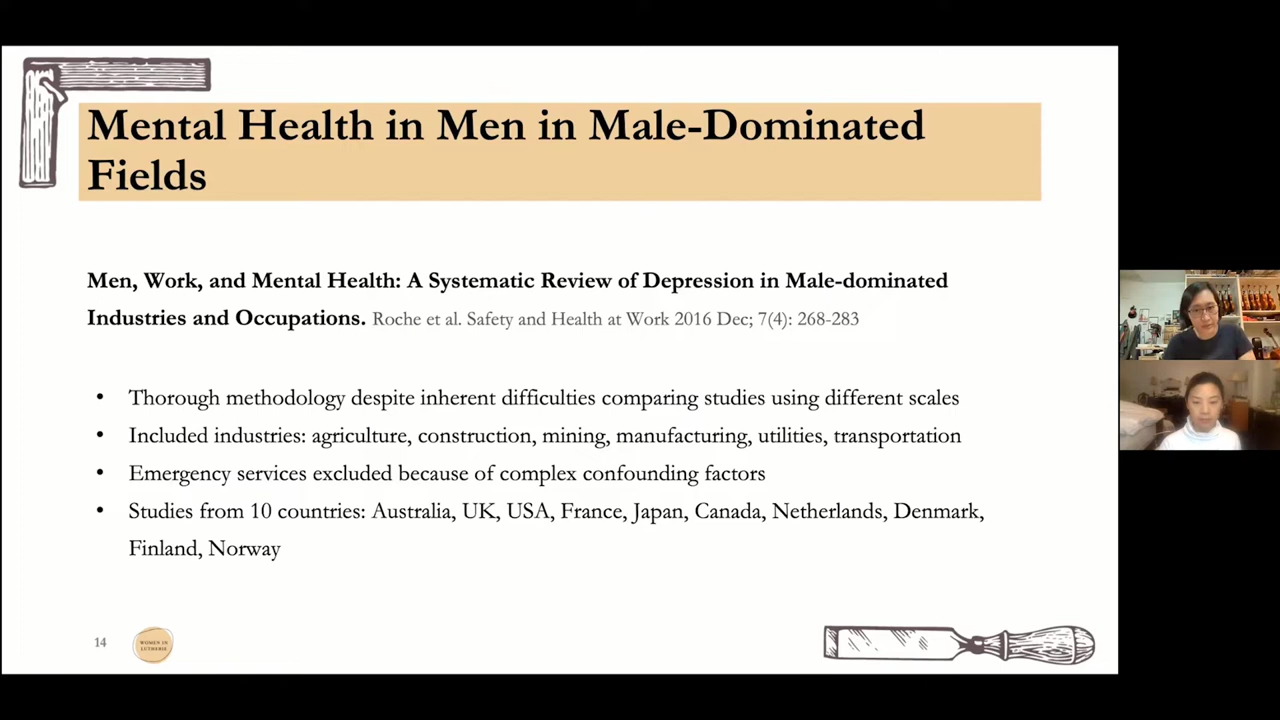 Mental Health in Men in Male-Dominated
Fields
Men, Work, and Mental Health: A Systematic Review of Depression in Male-dominated
Industries and Occupations. Roche et al. Safety and Health at Work 2016 Dec; 7(4): 268-283
• Thorough methodology despite inherent difficulties comparing studies using different scales
• Included industries: agriculture, construction, mining, manufacturing, utilities, transportation
• Emergency services excluded because of complex confounding factors
• Studies from 10 countries: Australia, UK, USA, France, Japan, Canada, Netherlands, Denmark,
Finland, Norway
14
WOMEN IN
LUTHERIE